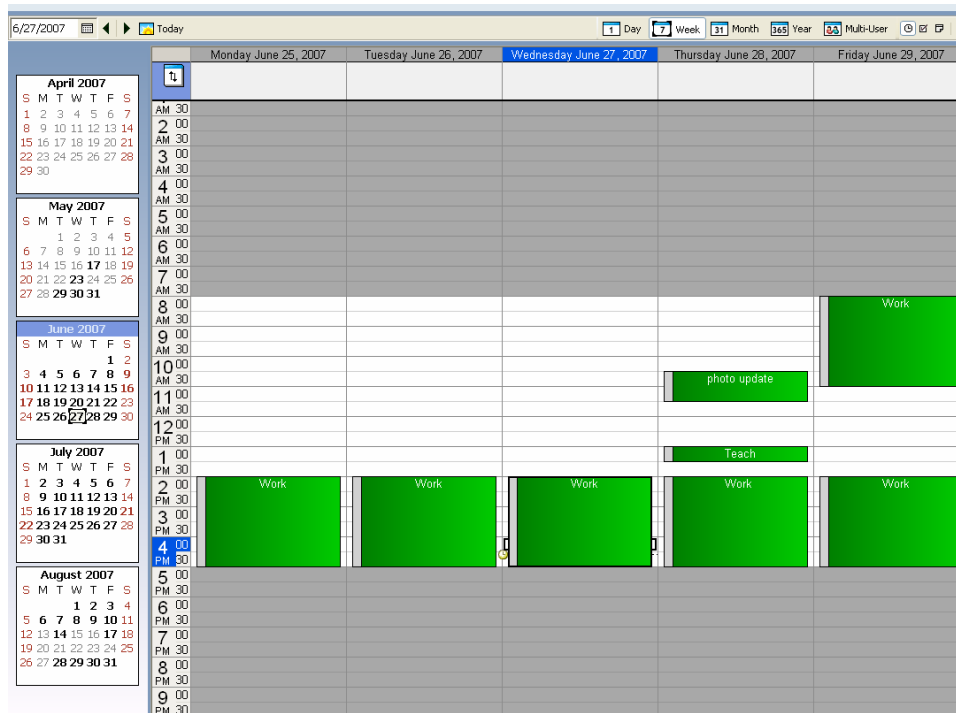 6/27/2007 Today 1 Day 7 Week 31 Month 365 Year Multi-User
Monday June 25, 2007 Tuesday June 26, 2007 Wednesday June 27, 2007 Thursday June 28, 2007 Friday June 29, 2007
April 2007
S M T W T F S
1 2 3 4 5 6 7
8 9 10 11 12 13 14
15 16 17 18 19 20 21
22 23 24 25 26 27 28
29 30
May 2007
S M T W T F S
1 2 3 4 5
6 7 8 9 10 11 12
13 14 15 16 17 18 19
20 21 22 23 24 25 26
27 28 29 30 31
June 2007
S M T W T F S
1 2
3 4 5 6 7 8 9
10 11 12 13 14 15 16
17 18 19 20 21 22 23
24 25 26 27 28 29 30
July 2007
S M T W T F S
1 2 3 4 5 6 7
8 9 10 11 12 13 14
15 16 17 18 19 20 21
22 23 24 25 26 27 28
29 30 31
August 2007
S M T W T F S
1 2 3 4
5 6 7 8 9 10 11
12 13 14 15 16 17 18
19 20 21 22 23 24 25
26 27 28 29 30 31
AM 30
2 00
AM 30
3 00
AM 30
4 00
AM 30
5 00
AM 30
6 00
AM 30
7 00
AM 30
8 00 Work
AM 30
9 00
AM 30
10 00
AM 30 photo update
11 00
AM 30
12 00
PM 30
1 00 Teach
PM 30
2 00 Work Work Work Work Work
PM 30
3 00
PM 30
4 00
PM 30
5 00
PM 30
6 00
PM 30
7 00
PM 30
8 00
PM 30
9 00
PM 30